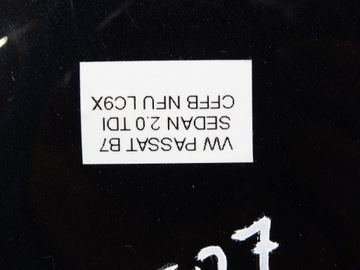 VW PASSAT B7
SEDAN 2.0 TDI
CFFB NFU LC9X